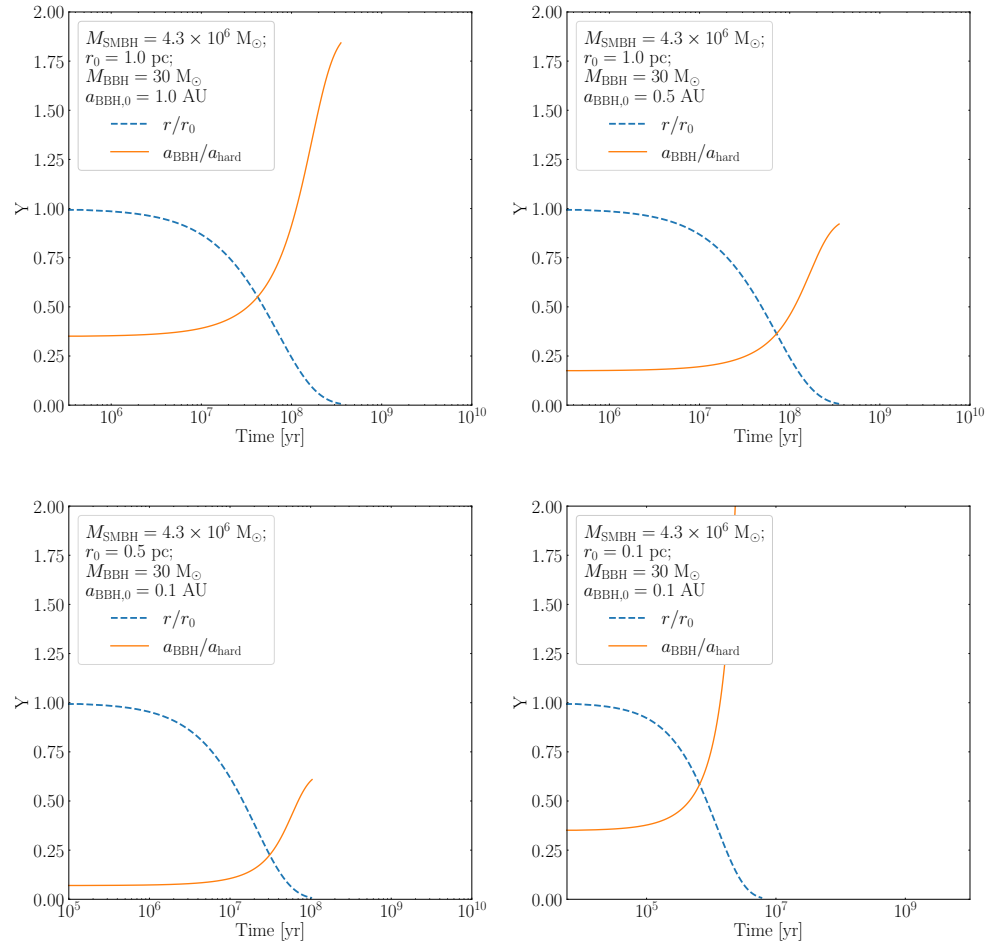 2.00
1.75
1.50
1.25
1.00
0.75
0.50
0.25
0.00
Y
M_SMBH = 4.3 × 10^6 M_⊙;
r_0 = 1.0 pc;
M_BBH = 30 M_⊙
a_BBH,0 = 1.0 AU
r/r_0
a_BBH/a_hard
10^6 10^7 10^8 10^9 10^10
Time [yr]
2.00
1.75
1.50
1.25
1.00
0.75
0.50
0.25
0.00
Y
M_SMBH = 4.3 × 10^6 M_⊙;
r_0 = 1.0 pc;
M_BBH = 30 M_⊙
a_BBH,0 = 0.5 AU
r/r_0
a_BBH/a_hard
10^6 10^7 10^8 10^9 10^10
Time [yr]
2.00
1.75
1.50
1.25
1.00
0.75
0.50
0.25
0.00
Y
M_SMBH = 4.3 × 10^6 M_⊙;
r_0 = 0.5 pc;
M_BBH = 30 M_⊙
a_BBH,0 = 0.1 AU
r/r_0
a_BBH/a_hard
10^5 10^6 10^7 10^8 10^9 10^10
Time [yr]
2.00
1.75
1.50
1.25
1.00
0.75
0.50
0.25
0.00
Y
M_SMBH = 4.3 × 10^6 M_⊙;
r_0 = 0.1 pc;
M_BBH = 30 M_⊙
a_BBH,0 = 0.1 AU
r/r_0
a_BBH/a_hard
10^5 10^7 10^9
Time [yr]